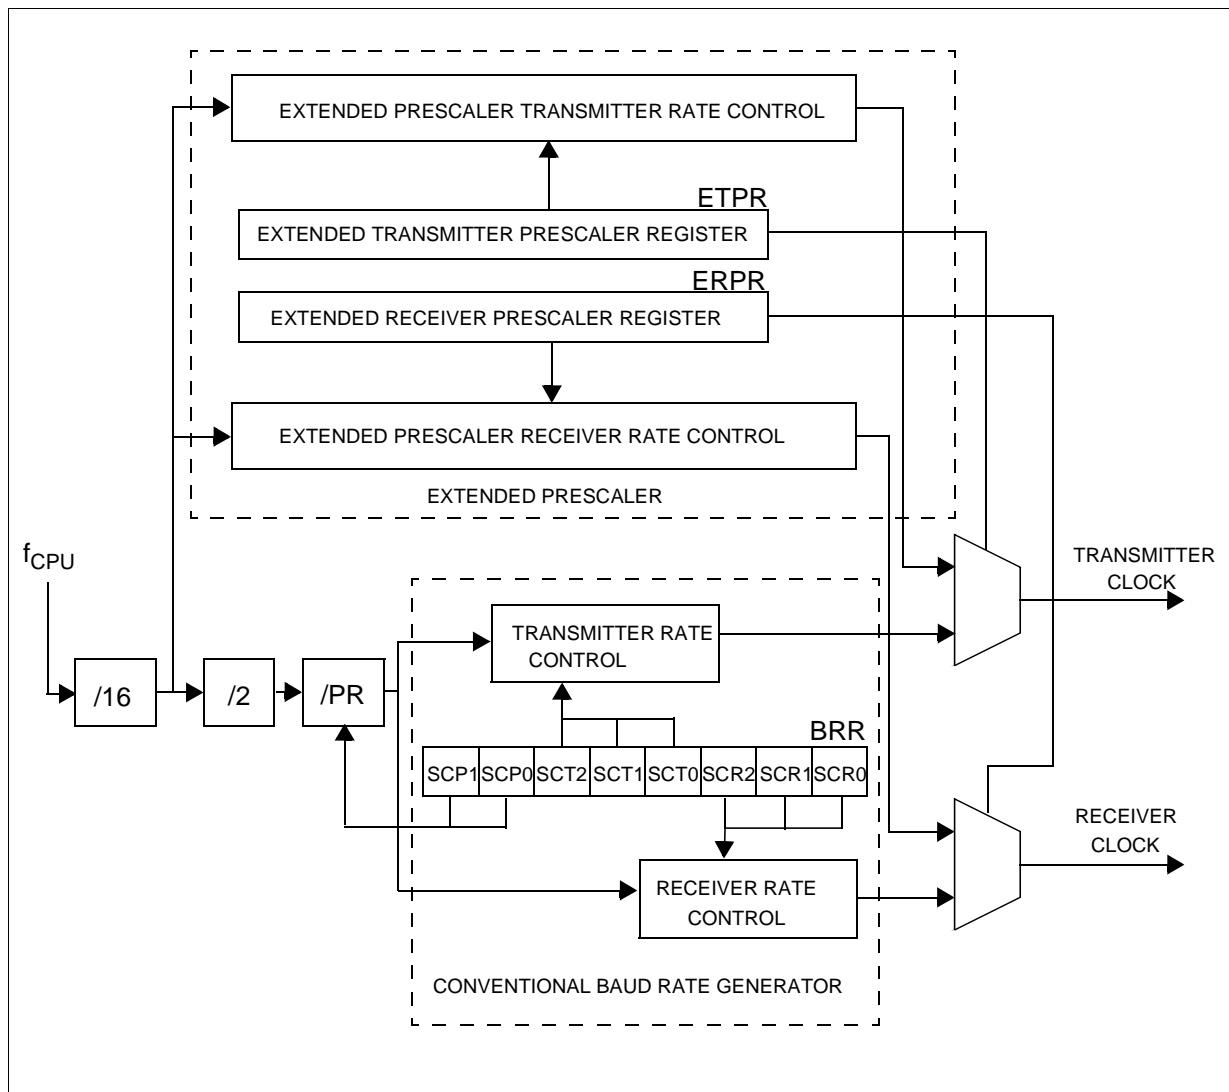 EXTENDED PRESCALER TRANSMITTER RATE CONTROL
ETPR
EXTENDED TRANSMITTER PRESCALER REGISTER
ERPR
EXTENDED RECEIVER PRESCALER REGISTER
EXTENDED PRESCALER RECEIVER RATE CONTROL
EXTENDED PRESCALER
fCPU
TRANSMITTER
CLOCK
TRANSMITTER RATE
CONTROL
/16
/2
/PR
BRR
SCP1 SCP0 SCT2 SCT1 SCT0 SCR2 SCR1 SCR0
RECEIVER
CLOCK
RECEIVER RATE
CONTROL
CONVENTIONAL BAUD RATE GENERATOR